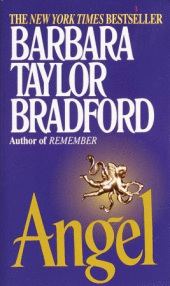 THE NEW YORK TIMES BESTSELLER
BARBARA
TAYLOR
BRADFORD
Author of REMEMBER
Angel